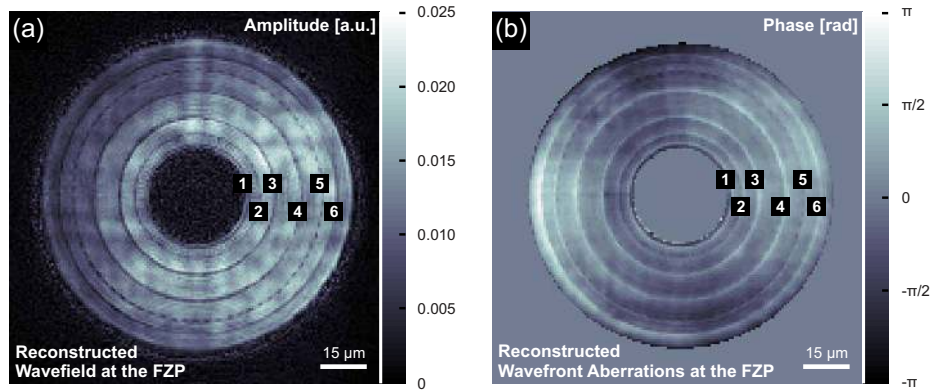 (a)
Amplitude [a.u.]
0.025
0.020
0.015
0.010
0.005
0
1
3
5
2
4
6
Reconstructed
Wavefield at the FZP
15 µm
(b)
Phase [rad]
π
π/2
0
-π/2
-π
1
3
5
2
4
6
Reconstructed
Wavefront Aberrations at the FZP
15 µm